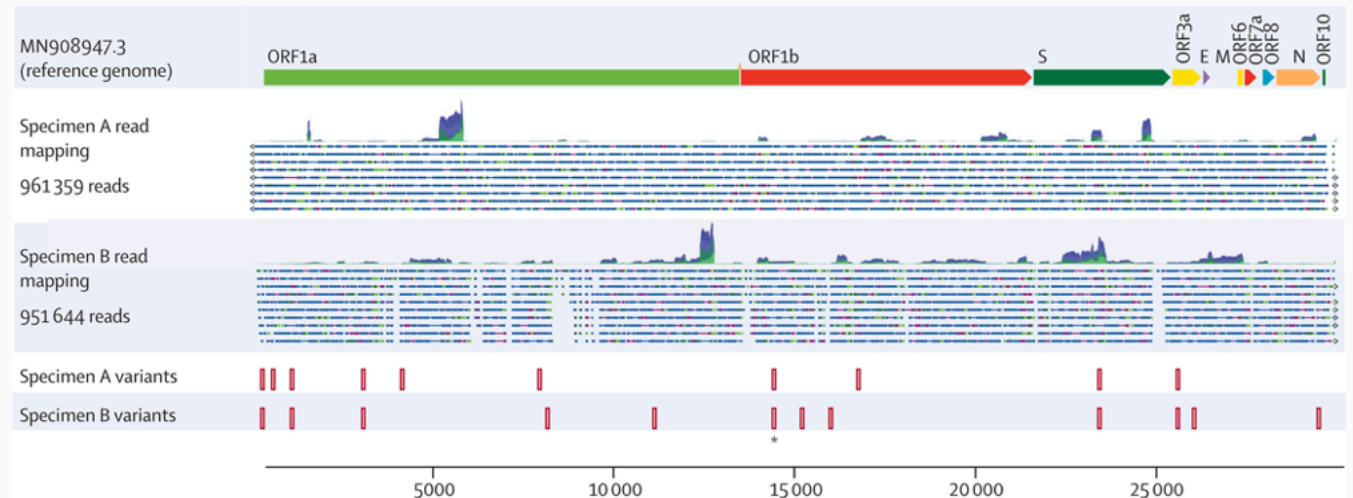 MN908947.3
(reference genome)
ORF1a
ORF1b
S
ORF3a
E
M
ORF6
ORF7a
ORF8
N
ORF10
Specimen A read
mapping
961 359 reads
Specimen B read
mapping
951 644 reads
Specimen A variants
Specimen B variants
*
5000
10 000
15 000
20 000
25 000